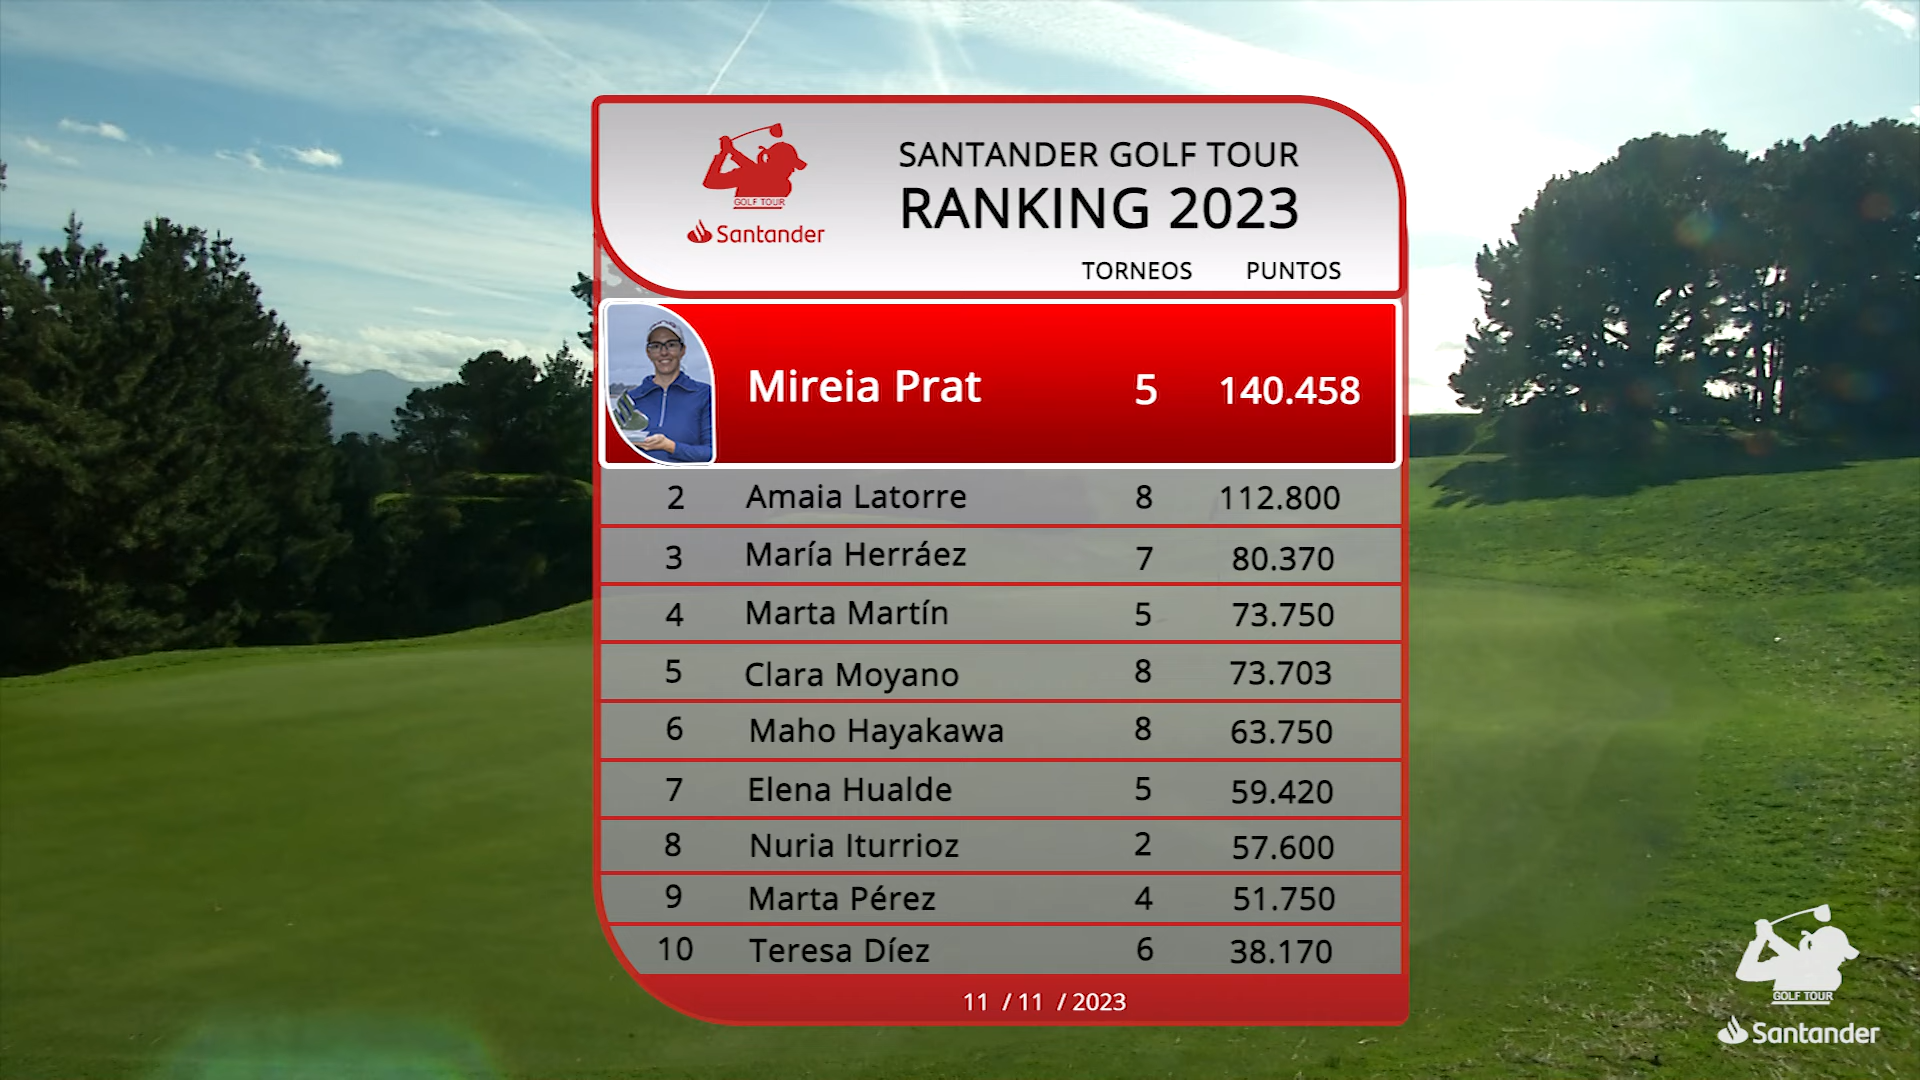 SANTANDER GOLF TOUR
RANKING 2023
GOLF TOUR
Santander
TORNEOS PUNTOS
Mireia Prat 5 140.458
2 Amaia Latorre 8 112.800
3 María Herráez 7 80.370
4 Marta Martín 5 73.750
5 Clara Moyano 8 73.703
6 Maho Hayakawa 8 63.750
7 Elena Hualde 5 59.420
8 Nuria Iturrioz 2 57.600
9 Marta Pérez 4 51.750
10 Teresa Díez 6 38.170
11 / 11 / 2023
GOLF TOUR
Santander